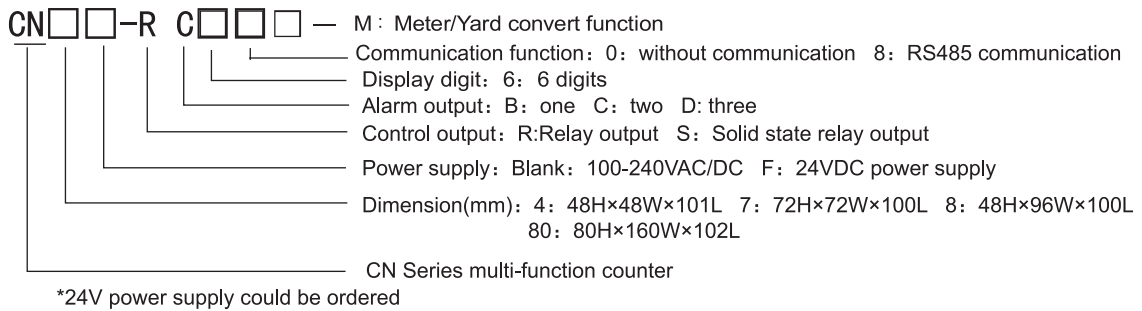 CN□□-R C□□□ — M：Meter/Yard convert function
Communication function：0：without communication 8：RS485 communication
Display digit：6：6 digits
Alarm output：B：one C：two D: three
Control output：R:Relay output S：Solid state relay output
Power supply：Blank：100-240VAC/DC F：24VDC power supply
Dimension(mm)：4：48H×48W×101L 7：72H×72W×100L 8：48H×96W×100L
80：80H×160W×102L
CN Series multi-function counter
*24V power supply could be ordered